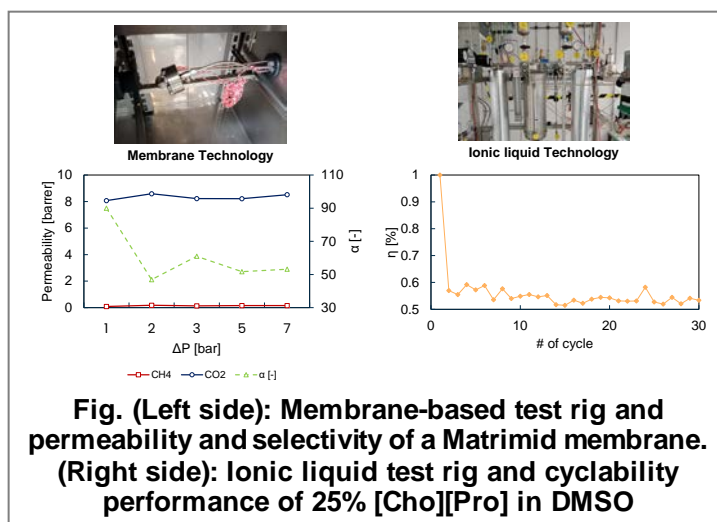 Membrane Technology
Ionic liquid Technology
Permeability [barrer]
10
8
6
4
2
0
110
90
70
50
30
α [-]
1 2 3 5 7
ΔP [bar]
CH4 CO2 α [-]
η [%]
1
0.9
0.8
0.7
0.6
0.5
0 10 20 30
# of cycle
Fig. (Left side): Membrane-based test rig and
permeability and selectivity of a Matrimid membrane.
(Right side): Ionic liquid test rig and cyclability
performance of 25% [Cho][Pro] in DMSO